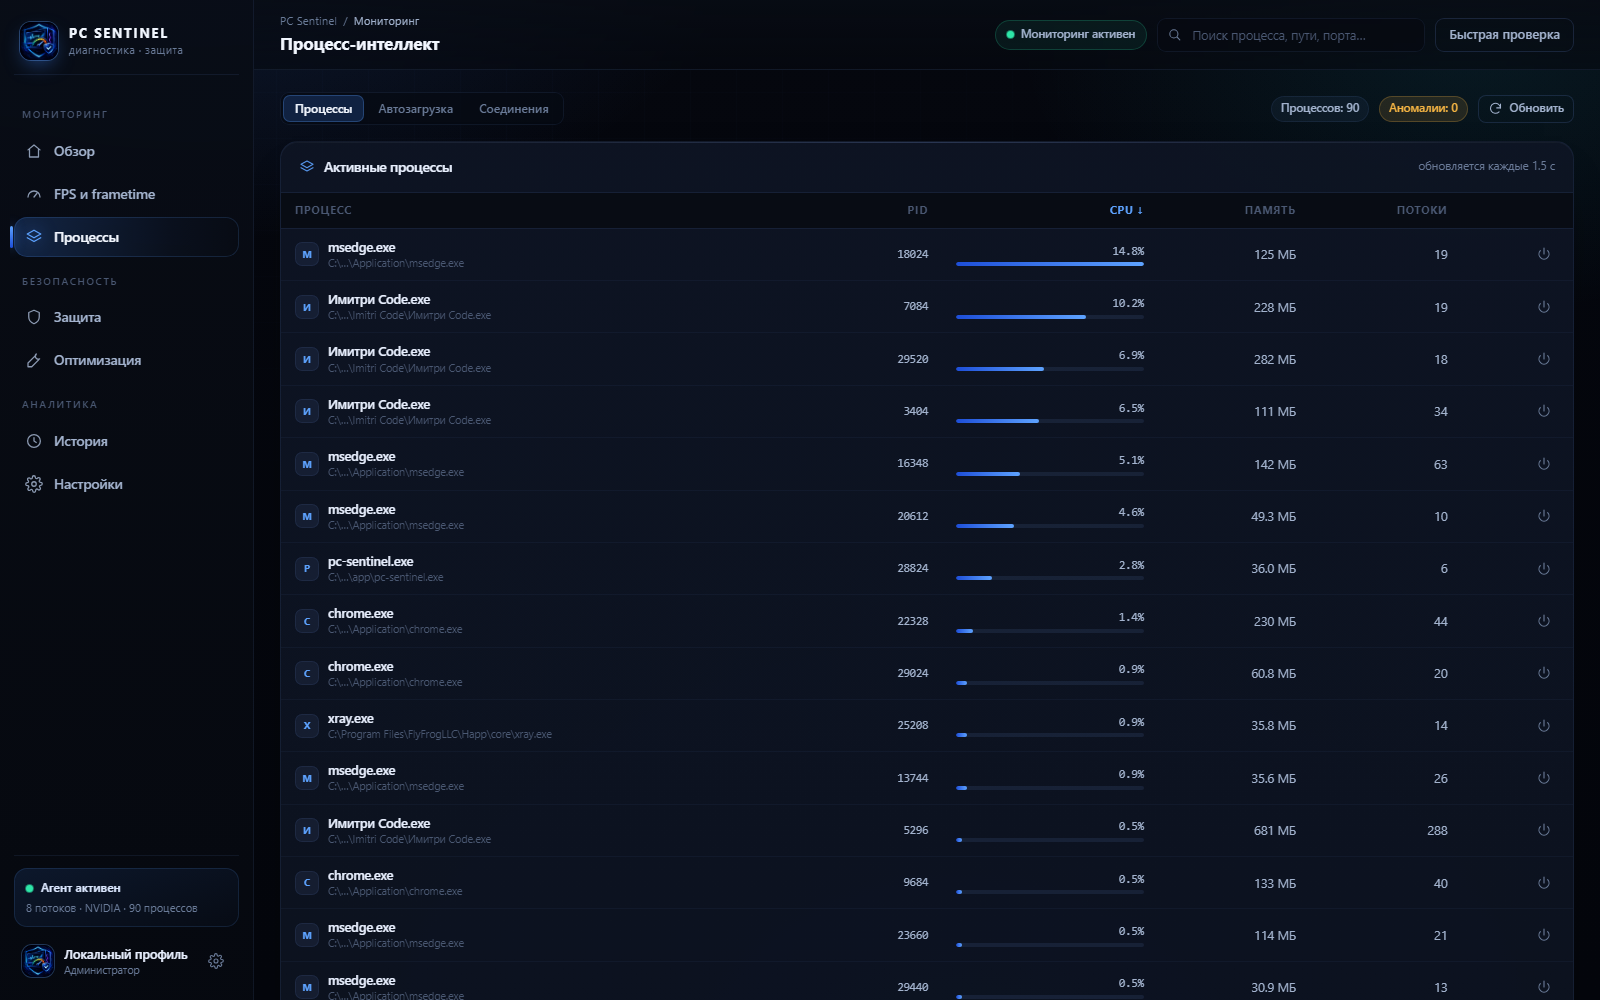 PC SENTINEL
диагностика · защита
МОНИТОРИНГ
Обзор
FPS и frametime
Процессы
БЕЗОПАСНОСТЬ
Защита
Оптимизация
АНАЛИТИКА
История
Настройки
Агент активен
8 потоков · NVIDIA · 90 процессов
Локальный профиль
Администратор
PC Sentinel / Мониторинг
Процесс-интеллект
Мониторинг активен
Поиск процесса, пути, порта...
Быстрая проверка
Процессы Автозагрузка Соединения
Процессов: 90 Аномалии: 0 Обновить
Активные процессы
обновляется каждые 1.5 с
ПРОЦЕСС PID CPU ↓ ПАМЯТЬ ПОТОКИ
M msedge.exe 18024 14.8% 125 МБ 19
C:\...\Application\msedge.exe
И Имитри Code.exe 7084 10.2% 228 МБ 19
C:\...\Imitri Code\Имитри Code.exe
И Имитри Code.exe 29520 6.9% 282 МБ 18
C:\...\Imitri Code\Имитри Code.exe
И Имитри Code.exe 3404 6.5% 111 МБ 34
C:\...\Imitri Code\Имитри Code.exe
M msedge.exe 16348 5.1% 142 МБ 63
C:\...\Application\msedge.exe
M msedge.exe 20612 4.6% 49.3 МБ 10
C:\...\Application\msedge.exe
P pc-sentinel.exe 28824 2.8% 36.0 МБ 6
C:\...\app\pc-sentinel.exe
C chrome.exe 22328 1.4% 230 МБ 44
C:\...\Application\chrome.exe
C chrome.exe 29024 0.9% 60.8 МБ 20
C:\...\Application\chrome.exe
X xray.exe 25208 0.9% 35.8 МБ 14
C:\Program Files\FlyFrogLLC\Happ\core\xray.exe
M msedge.exe 13744 0.9% 35.6 МБ 26
C:\...\Application\msedge.exe
И Имитри Code.exe 5296 0.5% 681 МБ 288
C:\...\Imitri Code\Имитри Code.exe
C chrome.exe 9684 0.5% 133 МБ 40
C:\...\Application\chrome.exe
M msedge.exe 23660 0.5% 114 МБ 21
C:\...\Application\msedge.exe
M msedge.exe 29440 0.5% 30.9 МБ 13
C:\...\Application\msedge.exe